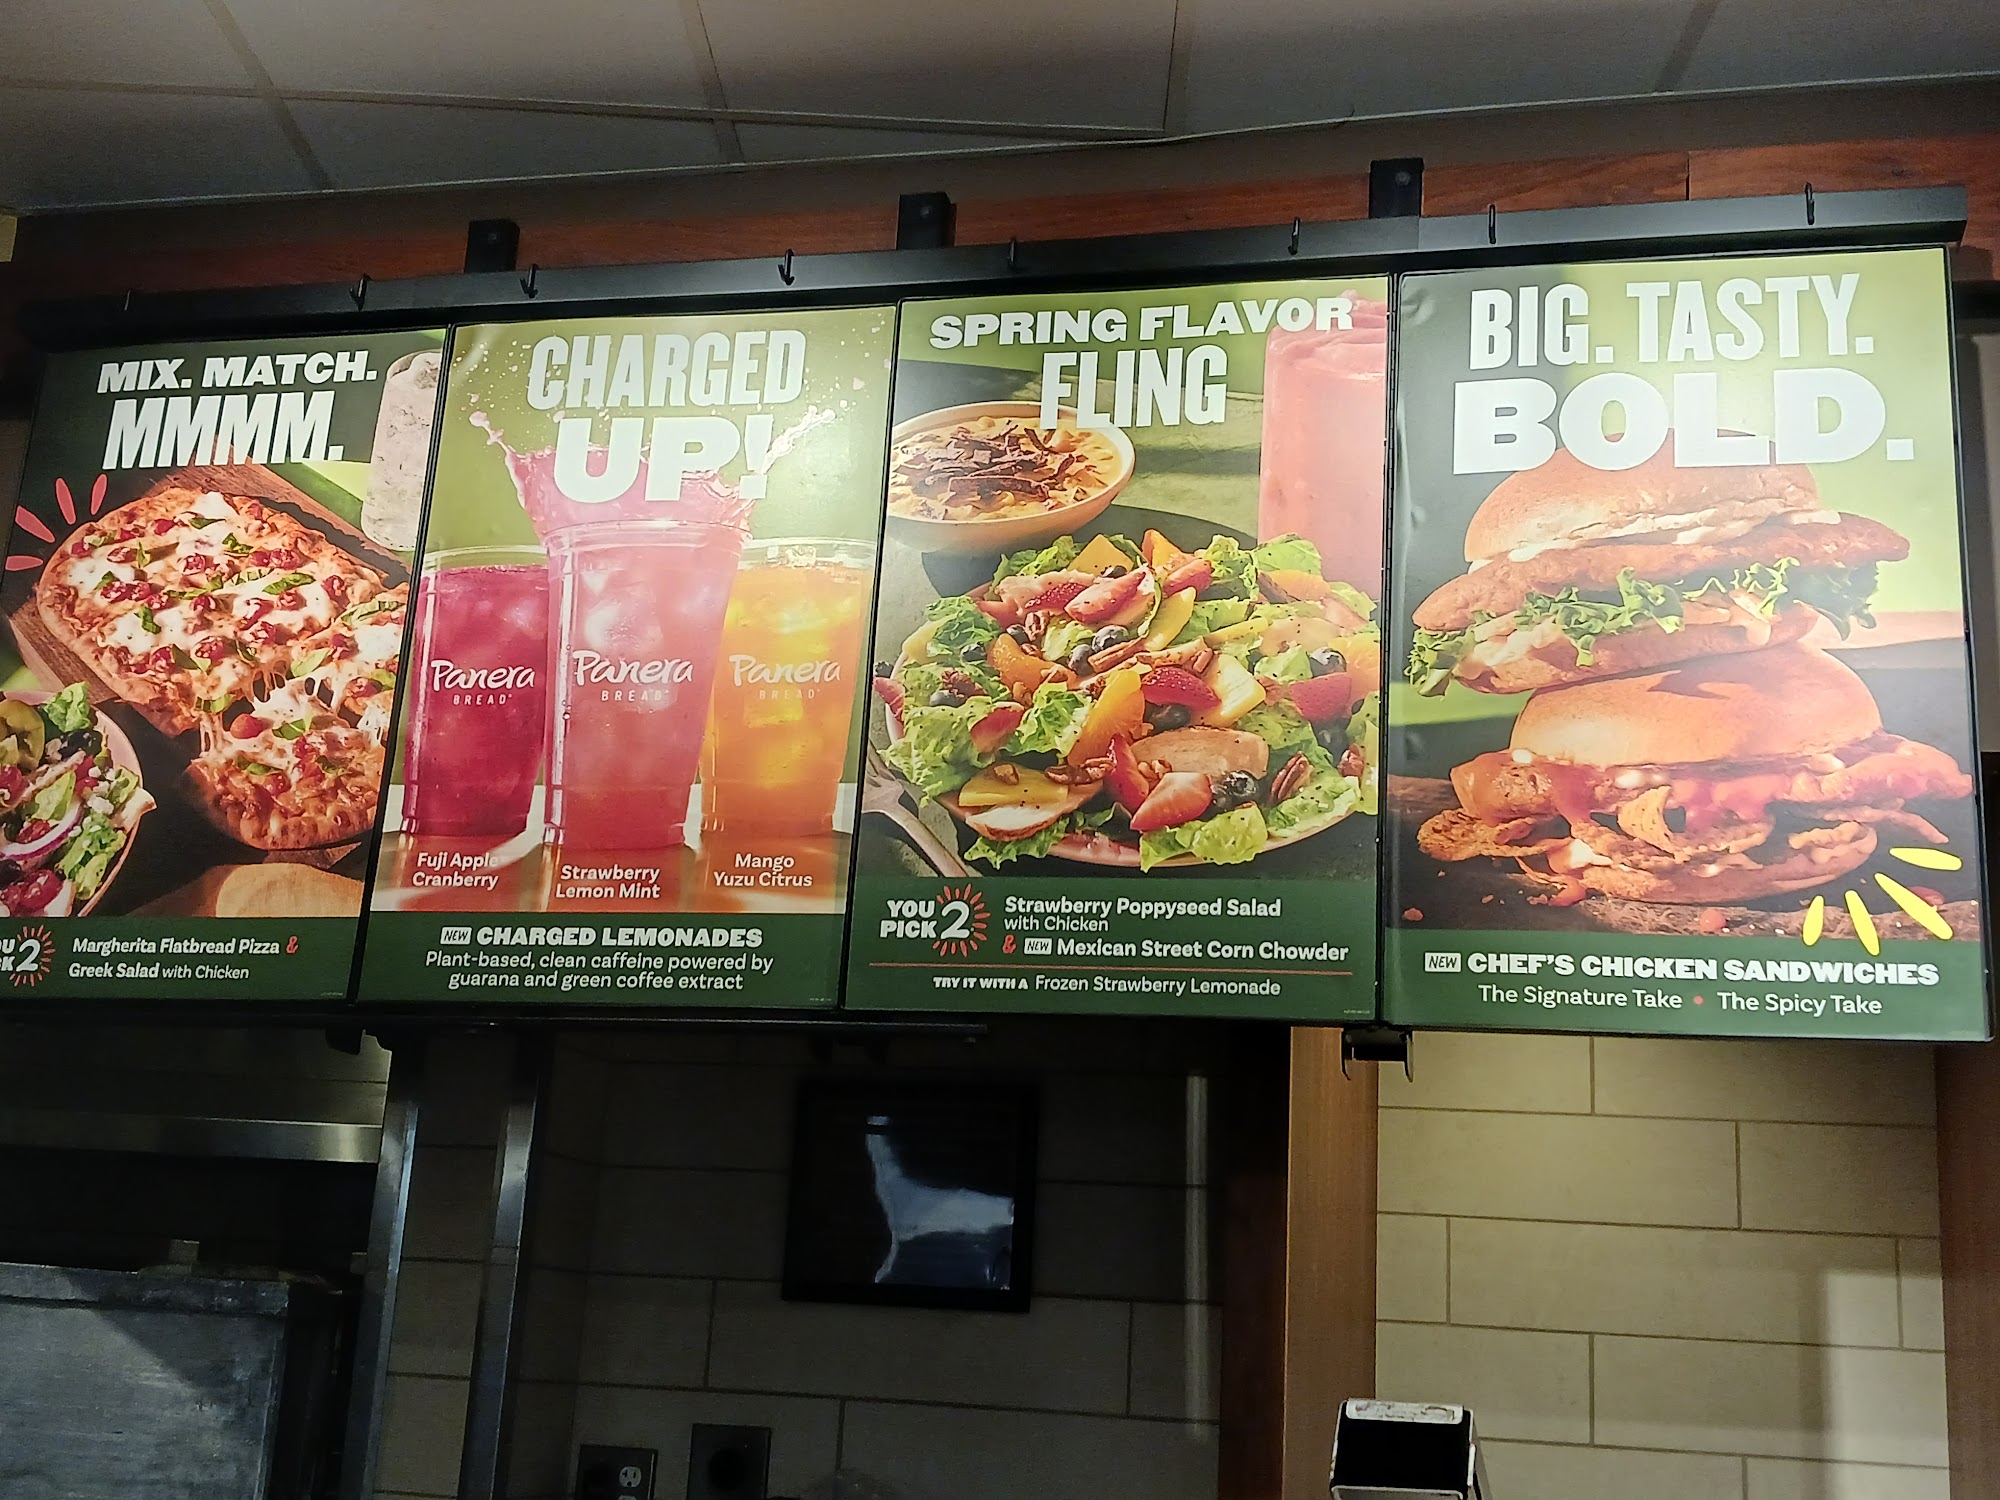 MIX. MATCH.
MMMM.
2
Margherita Flatbread Pizza &
Greek Salad with Chicken
CHARGED
UP!
Panera
BREAD
Panera
BREAD
Panera
BREAD
Fuji Apple
Cranberry
Strawberry
Lemon Mint
Mango
Yuzu Citrus
NEW CHARGED LEMONADES
Plant-based, clean caffeine powered by
guarana and green coffee extract
SPRING FLAVOR
FLING
YOU
PICK 2
Strawberry Poppyseed Salad
with Chicken
& NEW Mexican Street Corn Chowder
TRY IT WITH A Frozen Strawberry Lemonade
BIG. TASTY.
BOLD.
NEW CHEF'S CHICKEN SANDWICHES
The Signature Take • The Spicy Take